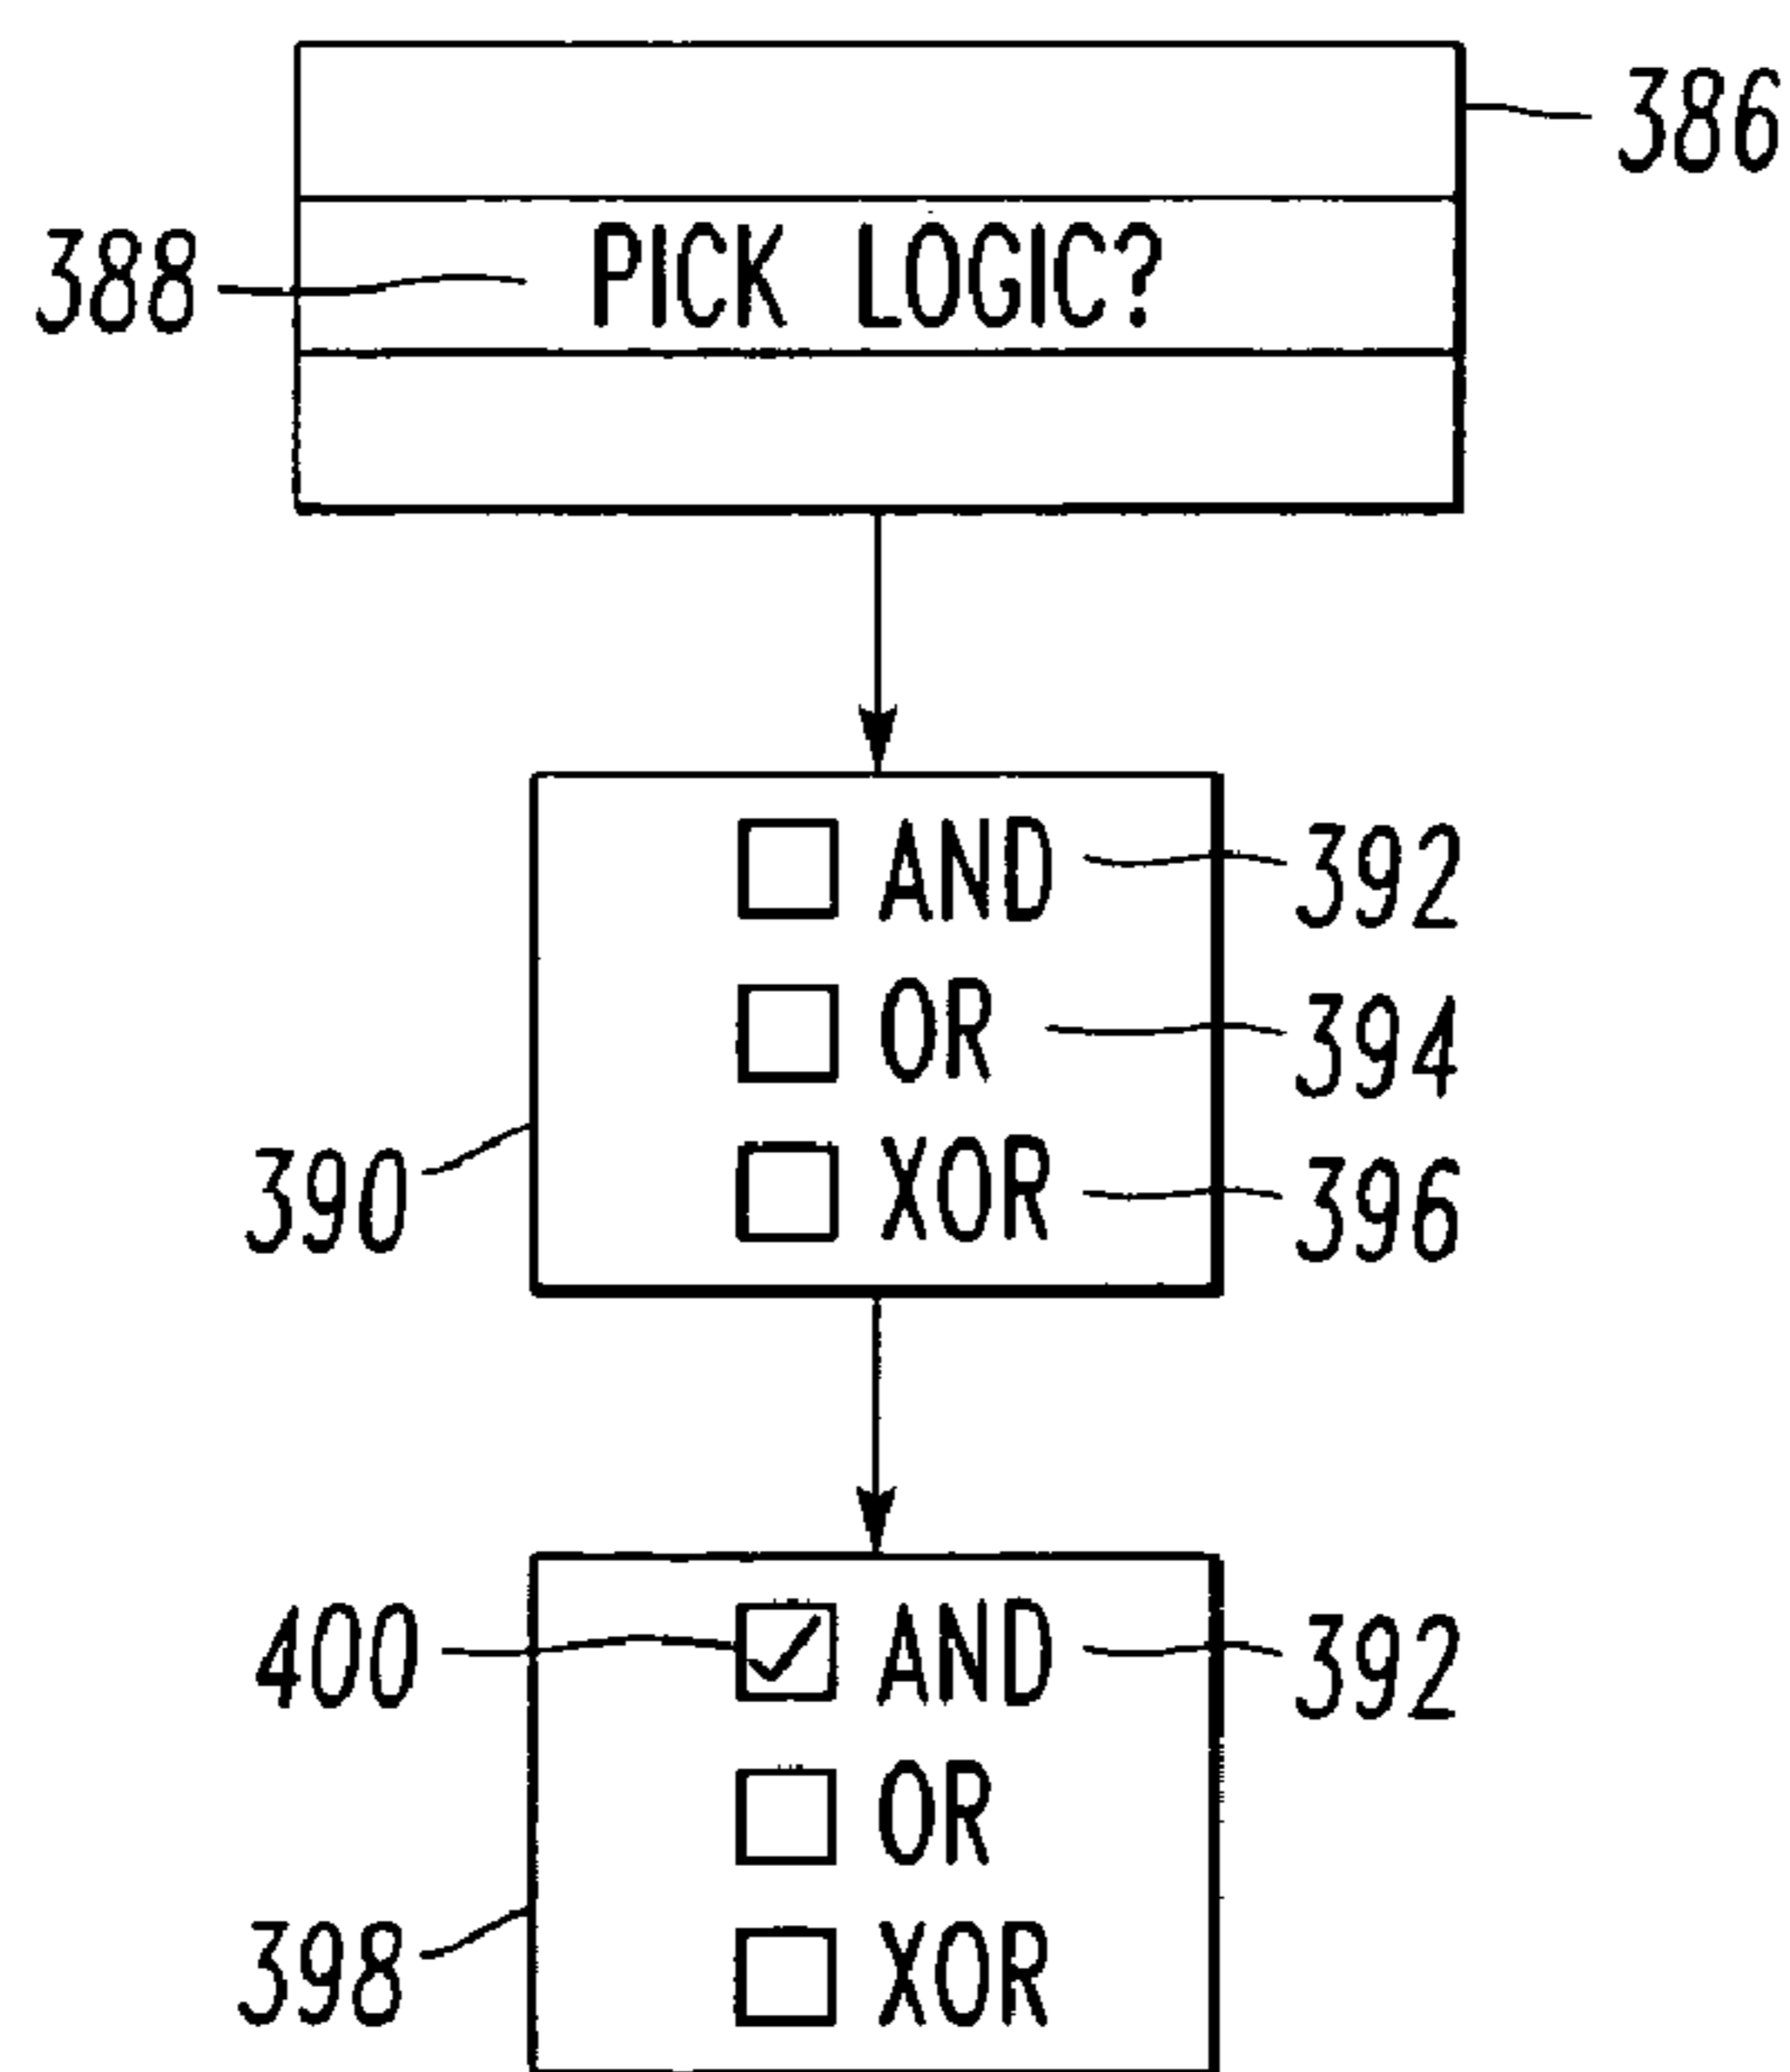 386
388 PICK LOGIC?
AND 392
OR 394
390 XOR 396
400 AND 392
OR
398 XOR